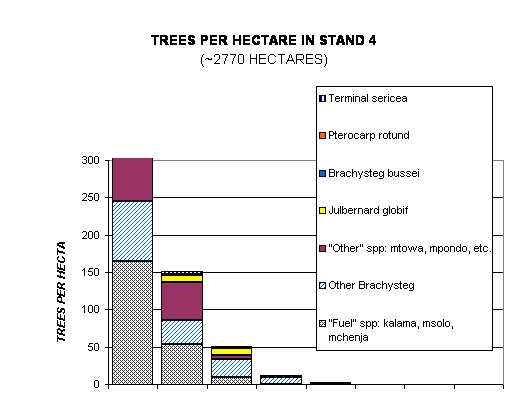 TREES PER HECTARE IN STAND 4
(~2770 HECTARES)
Terminal sericea
Pterocarp rotund
Brachysteg bussei
Julbernard globif
"Other" spp: mtowa, mpondo, etc.
Other Brachysteg
"Fuel" spp: kalama, msolo,
mchenja
TREES PER HECTA
300
250
200
150
100
50
0